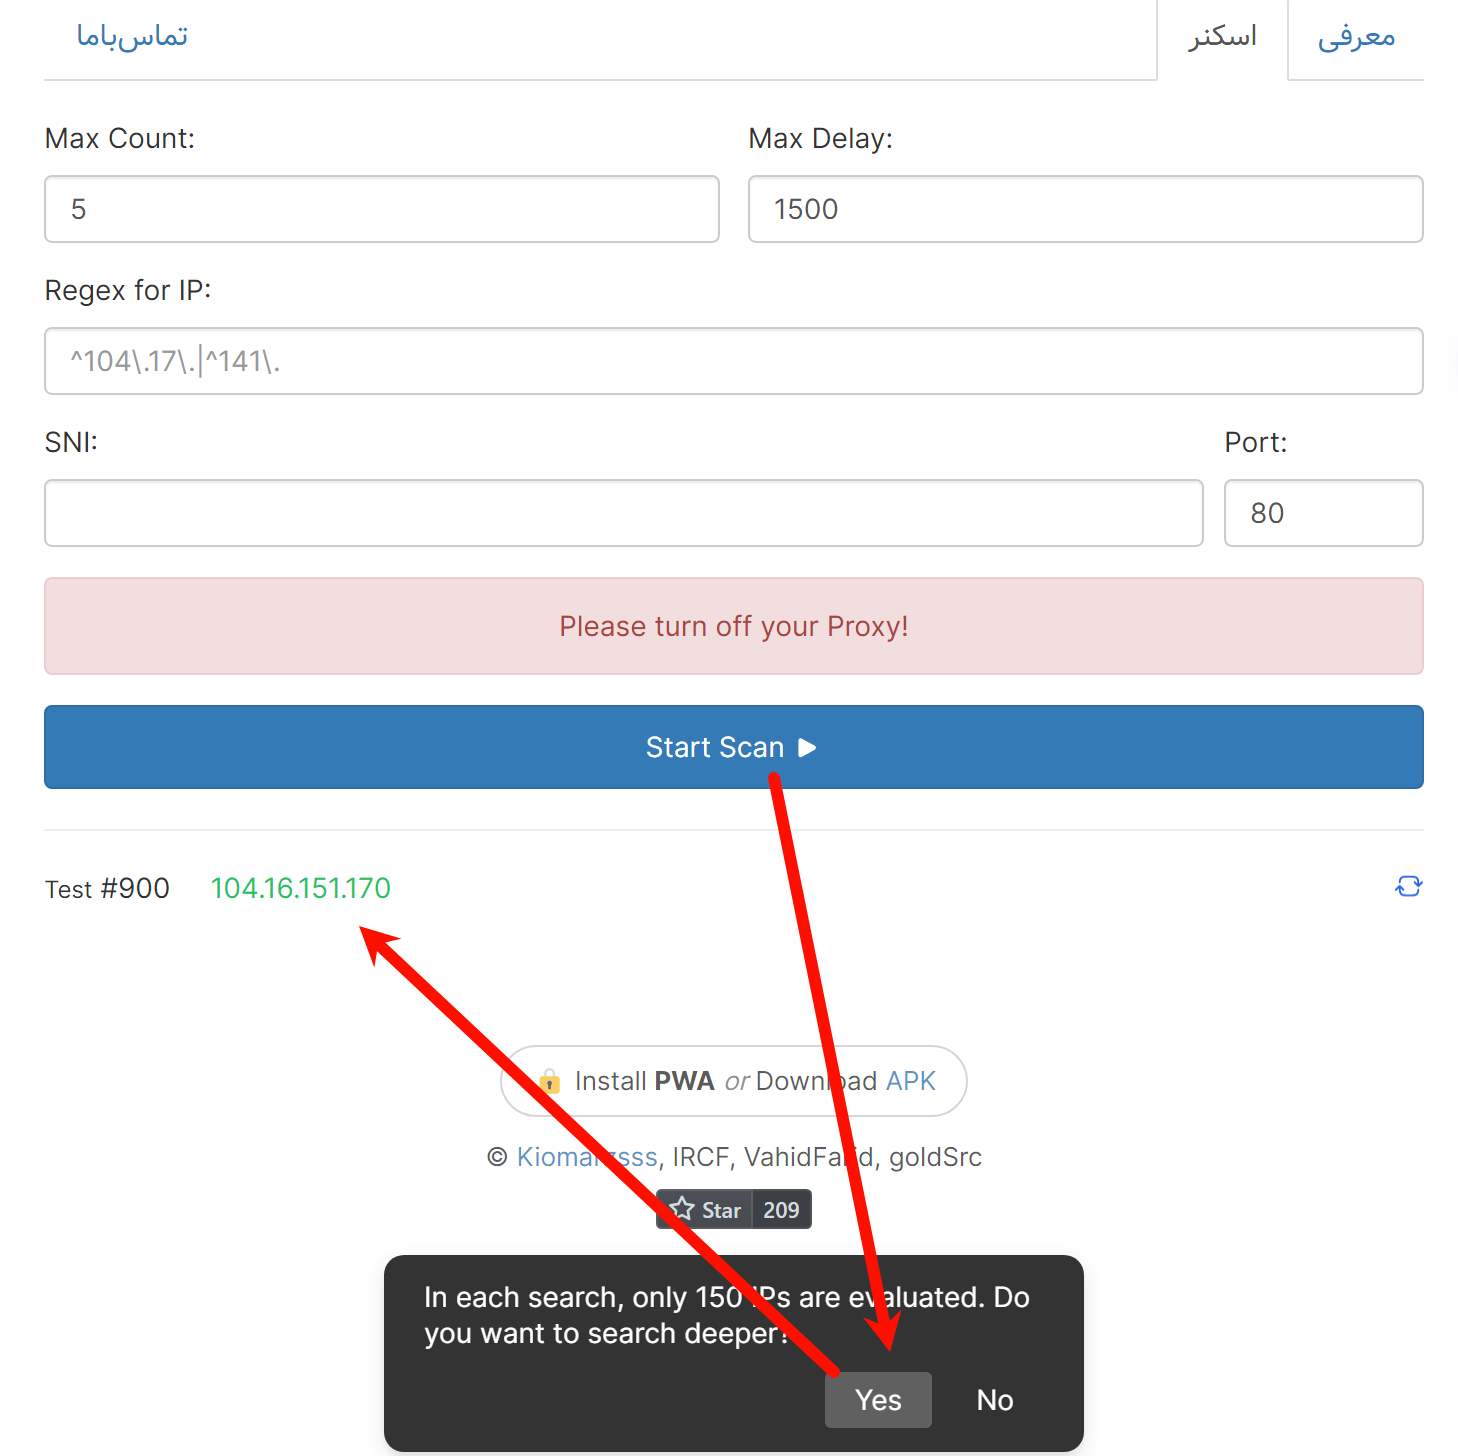 معرفی
اسکنر
تماس‌باما
Max Count:
Max Delay:
5
1500
Regex for IP:
^104\.17\.|^141\.
SNI:
Port:
80
Please turn off your Proxy!
Start Scan
Test #900 104.16.151.170
Install PWA or Download APK
© Kiomarzsss, IRCF, VahidFarid, goldSrc
Star 209
In each search, only 150 IPs are evaluated. Do
you want to search deeper?
Yes No